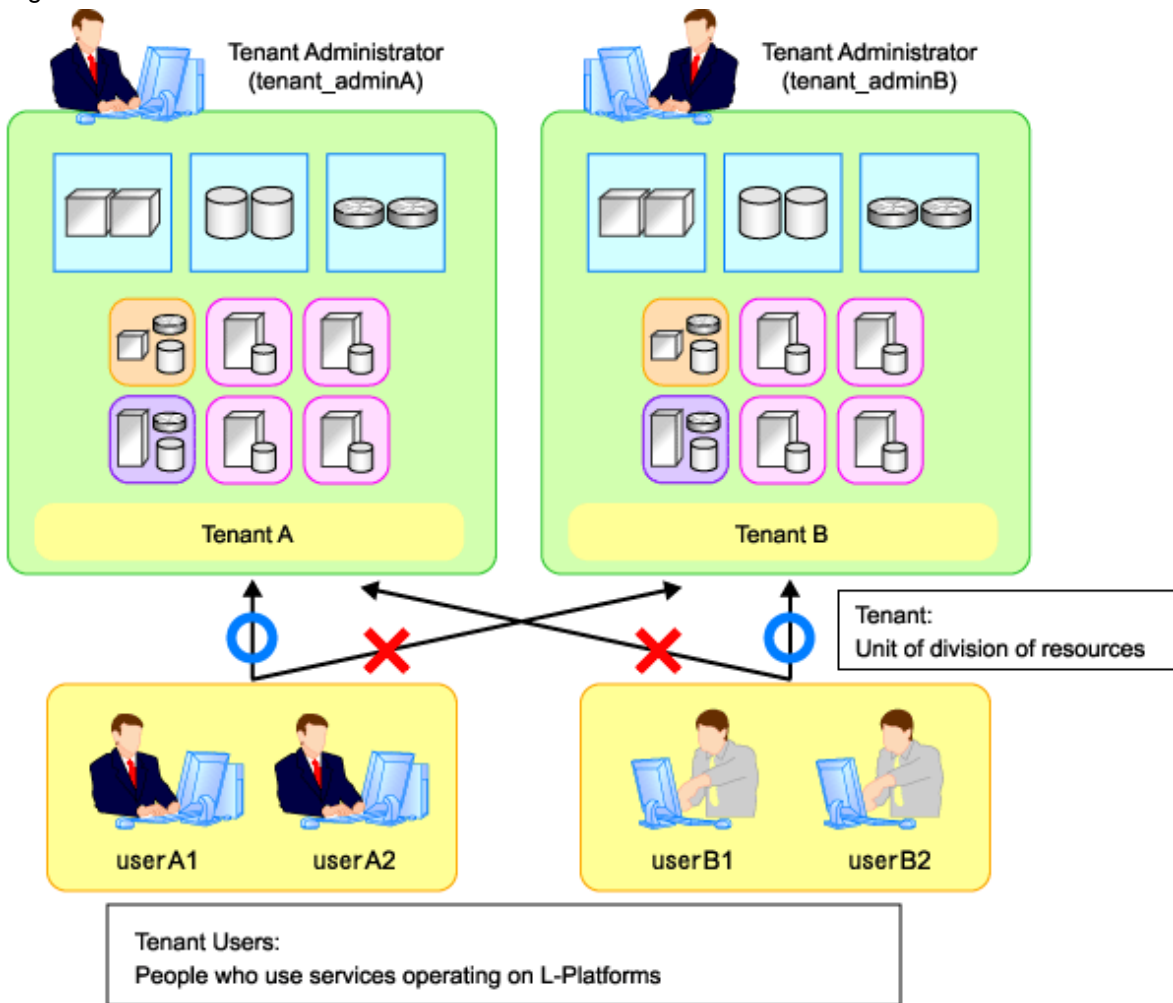 Tenant Administrator
(tenant_adminA)
Tenant Administrator
(tenant_adminB)
Tenant A
Tenant B
Tenant:
Unit of division of resources
userA1
userA2
userB1
userB2
Tenant Users:
People who use services operating on L-Platforms